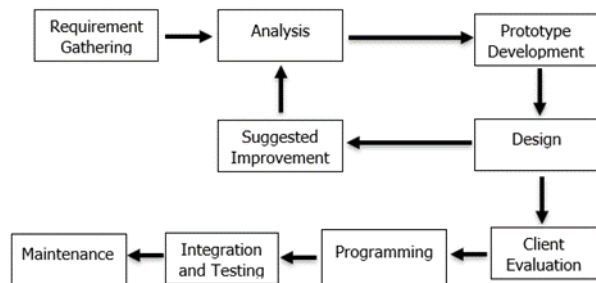 Requirement
Gathering
Analysis
Prototype
Development
Suggested
Improvement
Design
Maintenance
Integration
and Testing
Programming
Client
Evaluation